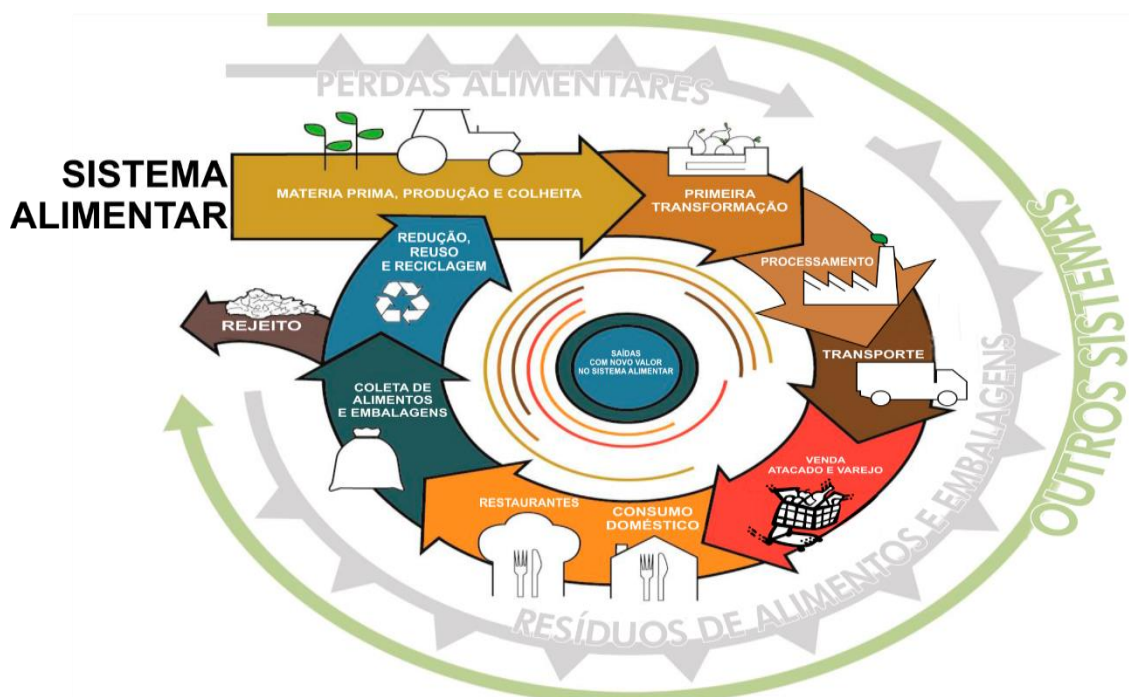 PERDAS ALIMENTARES
SISTEMA
ALIMENTAR
MATERIA PRIMA, PRODUÇÃO E COLHEITA
PRIMEIRA
TRANSFORMAÇÃO
PROCESSAMENTO
TRANSPORTE
VENDA
ATACADO E VAREJO
CONSUMO
DOMÉSTICO
RESTAURANTES
COLETA DE
ALIMENTOS
E EMBALAGENS
REJEITO
REDUÇÃO,
REUSO
E RECICLAGEM
SAÍDAS
COM NOVO VALOR
NO SISTEMA ALIMENTAR
RESÍDUOS DE ALIMENTOS E EMBALAGENS
OUTROS SISTEMAS